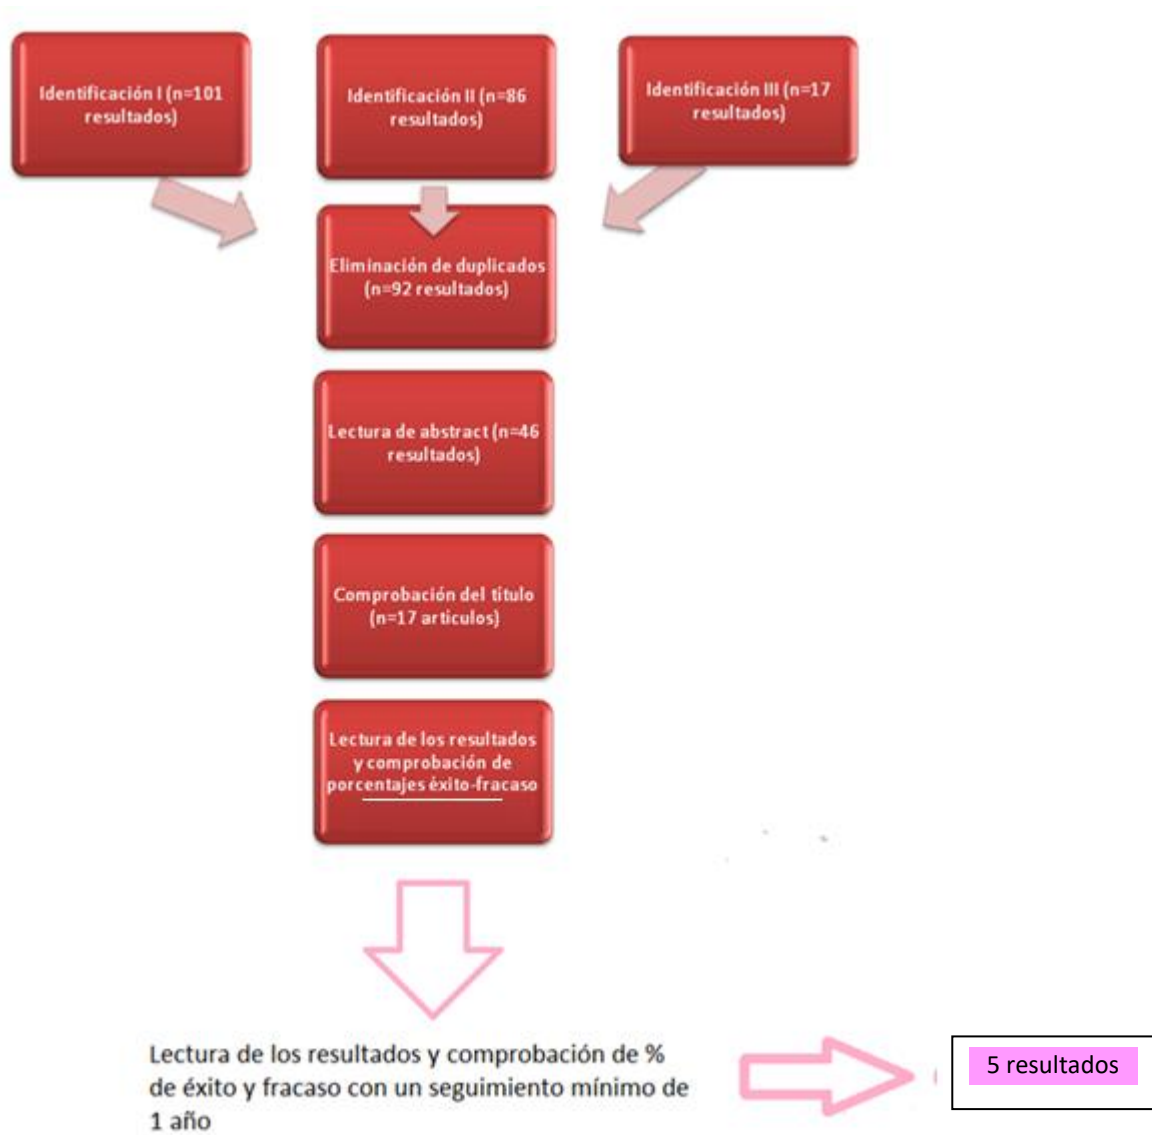 Identificación I (n=101
resultados)
Identificación II (n=86
resultados)
Identificación III (n=17
resultados)
Eliminación de duplicados
(n=92 resultados)
Lectura de abstract (n=46
resultados)
Comprobación del título
(n=17 articulos)
Lectura de los resultados
y comprobación de
porcentajes éxito-fracaso
Lectura de los resultados y comprobación de %
de éxito y fracaso con un seguimiento mínimo de
1 año
5 resultados